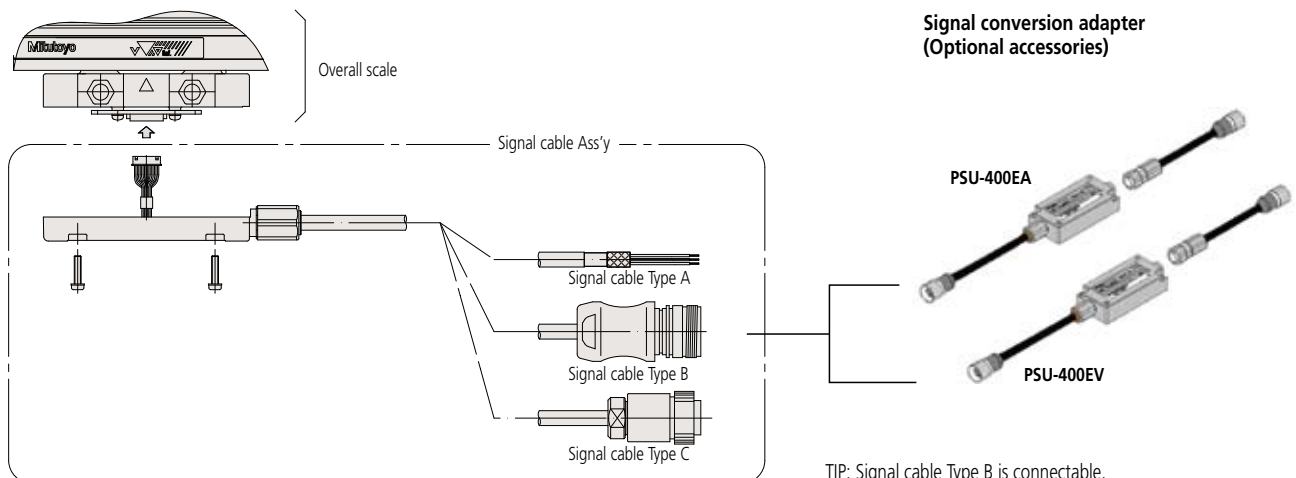 Signal conversion adapter
(Optional accessories)
Mitutoyo
Overall scale
Signal cable Ass'y
PSU-400EA
Signal cable Type A
Signal cable Type B
PSU-400EV
Signal cable Type C
TIP: Signal cable Type B is connectable.